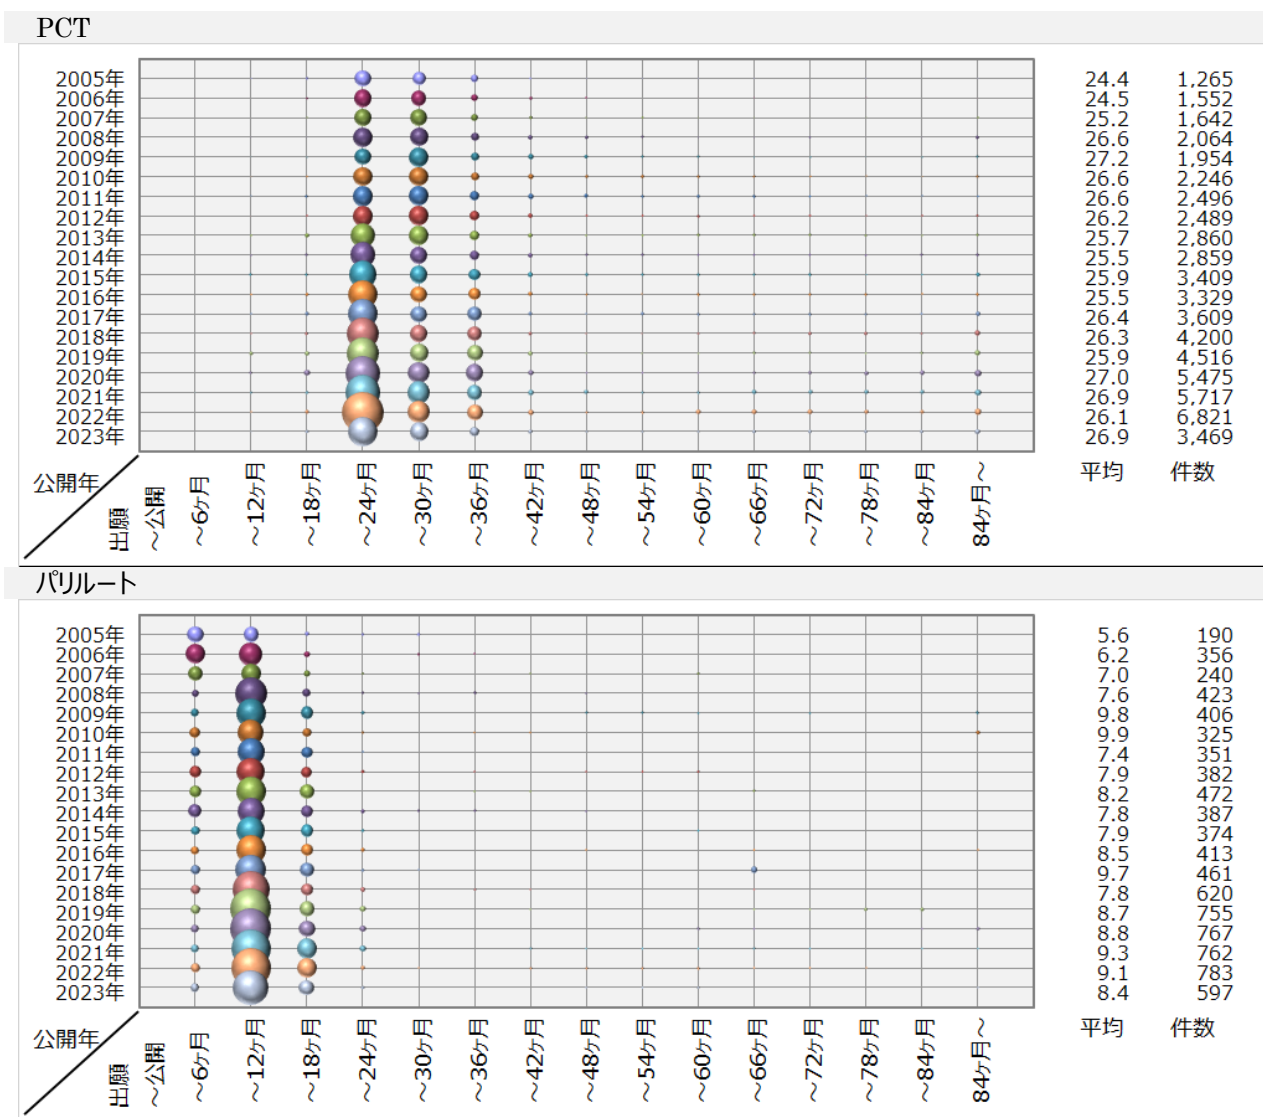 PCT
2005年 24.4 1,265
2006年 24.5 1,552
2007年 25.2 1,642
2008年 26.6 2,064
2009年 27.2 1,954
2010年 26.6 2,246
2011年 26.6 2,496
2012年 26.2 2,489
2013年 25.7 2,860
2014年 25.5 2,859
2015年 25.9 3,409
2016年 25.5 3,329
2017年 26.4 3,609
2018年 26.3 4,200
2019年 25.9 4,516
2020年 27.0 5,475
2021年 26.9 5,717
2022年 26.1 6,821
2023年 26.9 3,469
公開年
出願
～公開
～6ヶ月
～12ヶ月
～18ヶ月
～24ヶ月
～30ヶ月
～36ヶ月
～42ヶ月
～48ヶ月
～54ヶ月
～60ヶ月
～66ヶ月
～72ヶ月
～78ヶ月
～84ヶ月
84ヶ月～
平均 件数
パリルート
2005年 5.6 190
2006年 6.2 356
2007年 7.0 240
2008年 7.6 423
2009年 9.8 406
2010年 9.9 325
2011年 7.4 351
2012年 7.9 382
2013年 8.2 472
2014年 7.8 387
2015年 7.9 374
2016年 8.5 413
2017年 9.7 461
2018年 7.8 620
2019年 8.7 755
2020年 8.8 767
2021年 9.3 762
2022年 9.1 783
2023年 8.4 597
公開年
出願
～公開
～6ヶ月
～12ヶ月
～18ヶ月
～24ヶ月
～30ヶ月
～36ヶ月
～42ヶ月
～48ヶ月
～54ヶ月
～60ヶ月
～66ヶ月
～72ヶ月
～78ヶ月
～84ヶ月
84ヶ月～
平均 件数